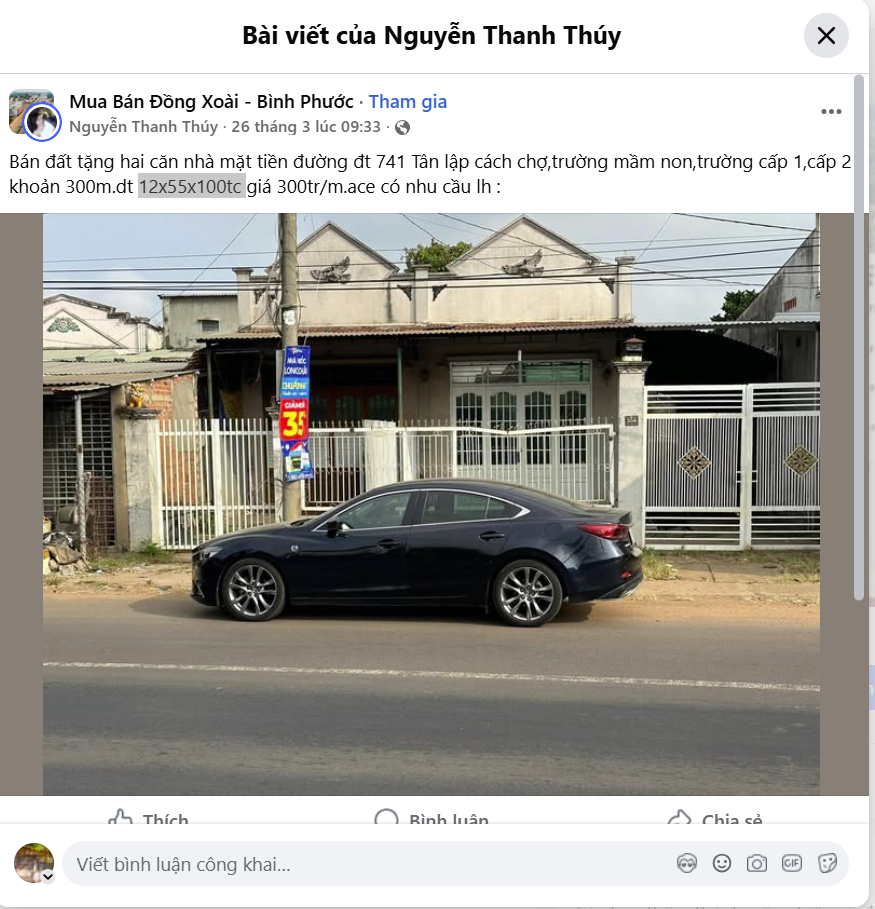 Bài viết của Nguyễn Thanh Thúy
Mua Bán Đồng Xoài - Bình Phước · Tham gia
Nguyễn Thanh Thúy · 26 tháng 3 lúc 09:33 ·
Bán đất tặng hai căn nhà mặt tiền đường đt 741 Tân lập cách chợ,trường mầm non,trường cấp 1,cấp 2
khoản 300m.dt 12x55x100tc giá 300tr/m.ace có nhu cầu lh :
35
Thích Bình luận Chia sẻ
Viết bình luận công khai...
GIF